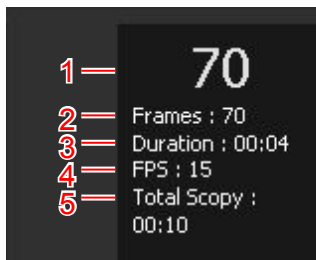 1 70
2 Frames : 70
3 Duration : 00:04
4 FPS : 15
5 Total Scopy :
00:10